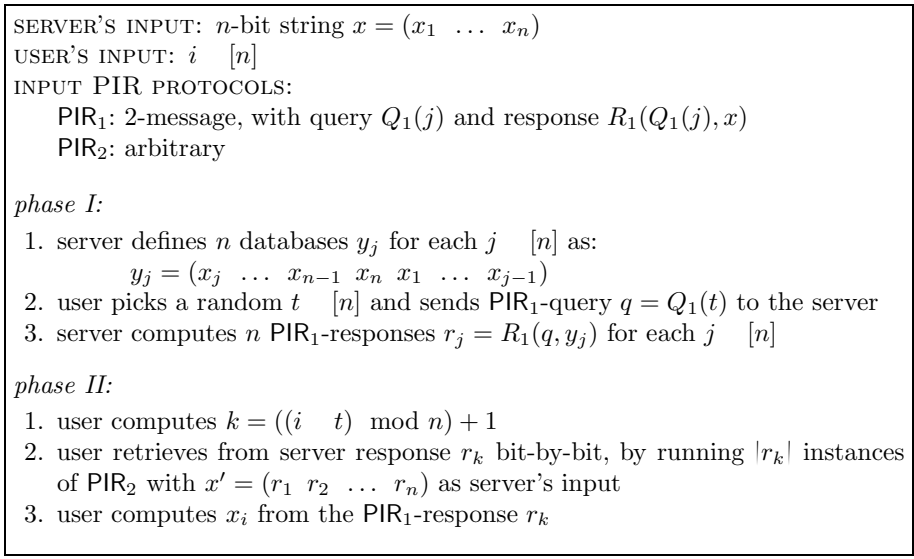 SERVER'S INPUT: n-bit string x = (x₁ ... xₙ)
USER'S INPUT: i [n]
INPUT PIR PROTOCOLS:
PIR₁: 2-message, with query Q₁(j) and response R₁(Q₁(j), x)
PIR₂: arbitrary
phase I:
1. server defines n databases yⱼ for each j [n] as:
yⱼ = (xⱼ ... xₙ₋₁ xₙ x₁ ... xⱼ₋₁)
2. user picks a random t [n] and sends PIR₁-query q = Q₁(t) to the server
3. server computes n PIR₁-responses rⱼ = R₁(q, yⱼ) for each j [n]
phase II:
1. user computes k = ((i t) mod n) + 1
2. user retrieves from server response rₖ bit-by-bit, by running |rₖ| instances
of PIR₂ with x′ = (r₁ r₂ ... rₙ) as server's input
3. user computes xᵢ from the PIR₁-response rₖ